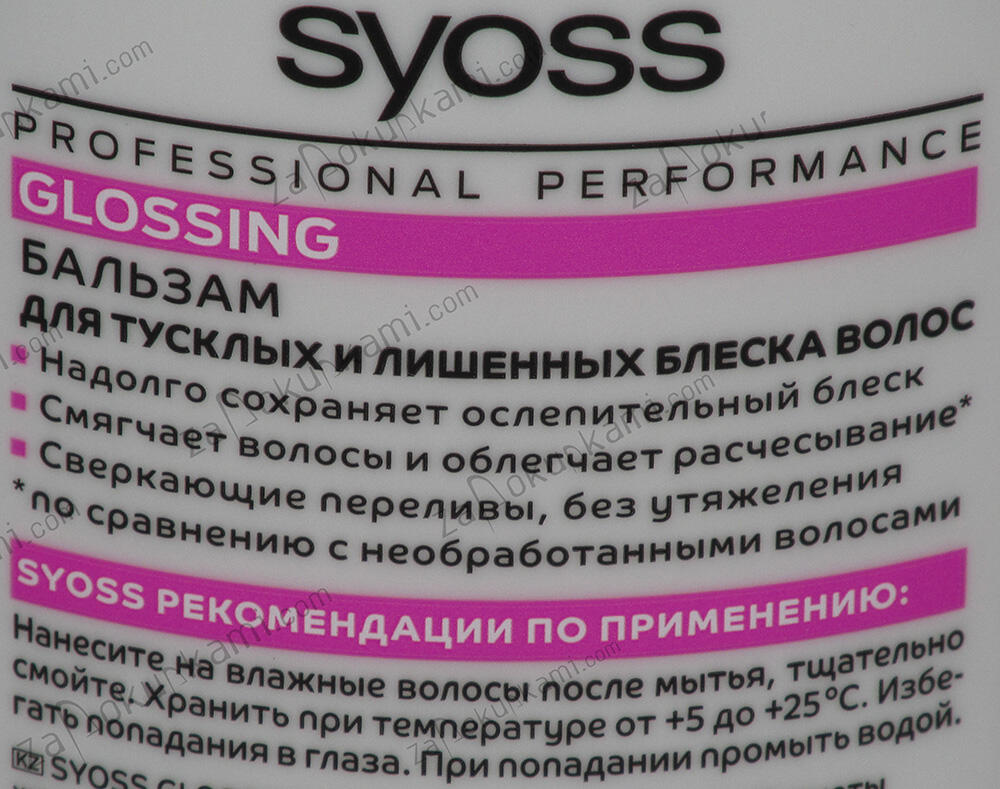 syoss
PROFESSIONAL PERFORMANCE
GLOSSING
БАЛЬЗАМ
ДЛЯ ТУСКЛЫХ И ЛИШЕННЫХ БЛЕСКА ВОЛОС
Надолго сохраняет ослепительный блеск
Смягчает волосы и облегчает расчесывание*
Сверкающие переливы, без утяжеления
*по сравнению с необработанными волосами
SYOSS РЕКОМЕНДАЦИИ ПО ПРИМЕНЕНИЮ:
Нанесите на влажные волосы после мытья, тщательно
смойте. Хранить при температуре от +5 до +25°C. Избе-
гать попадания в глаза. При попадании промыть водой.
KZ SYOSS